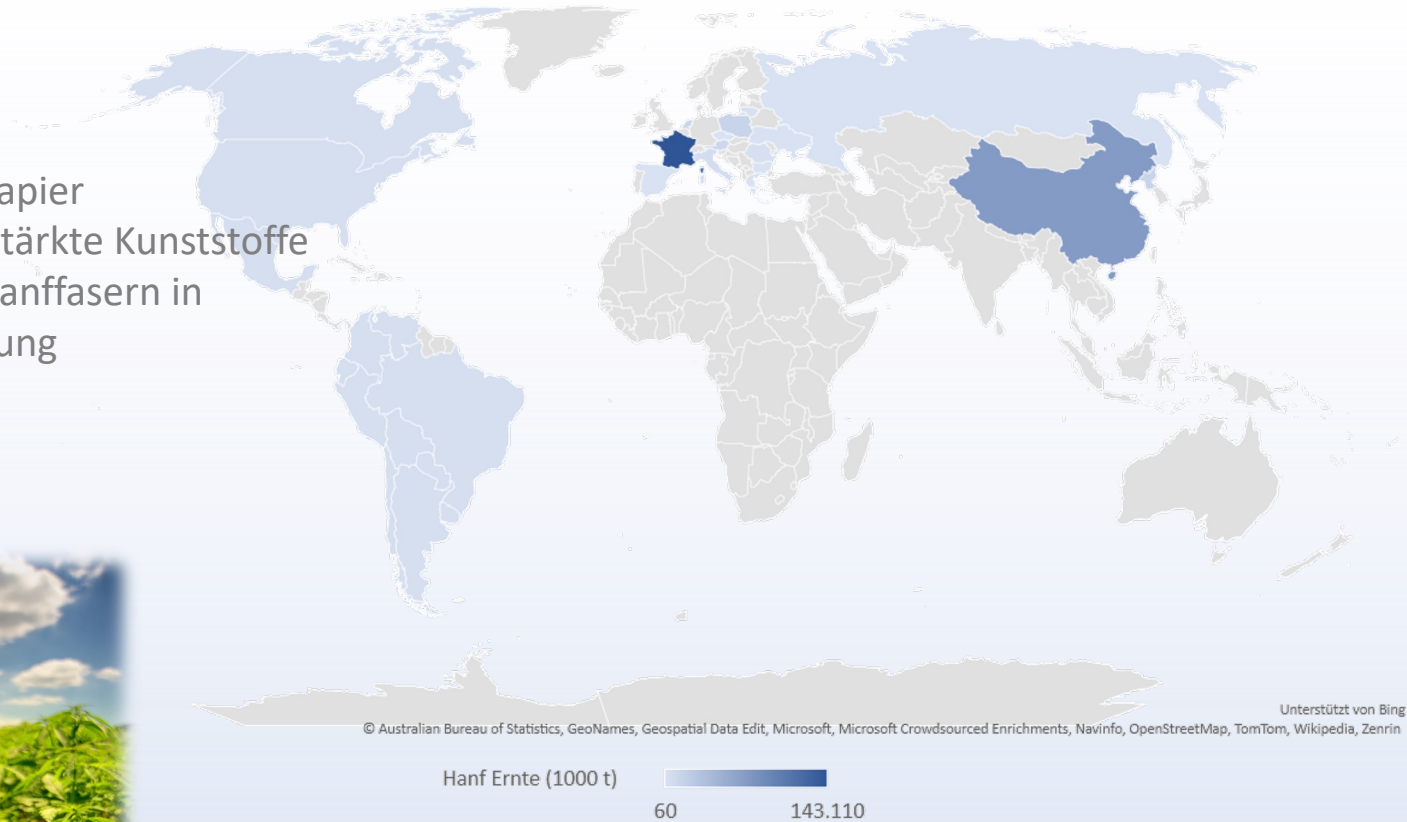 apier
tärkte Kunststoffe
anffasern in
ung
Unterstützt von Bing
© Australian Bureau of Statistics, GeoNames, Geospatial Data Edit, Microsoft, Microsoft Crowdsourced Enrichments, Navinfo, OpenStreetMap, TomTom, Wikipedia, Zenrin
Hanf Ernte (1000 t)
60 143.110